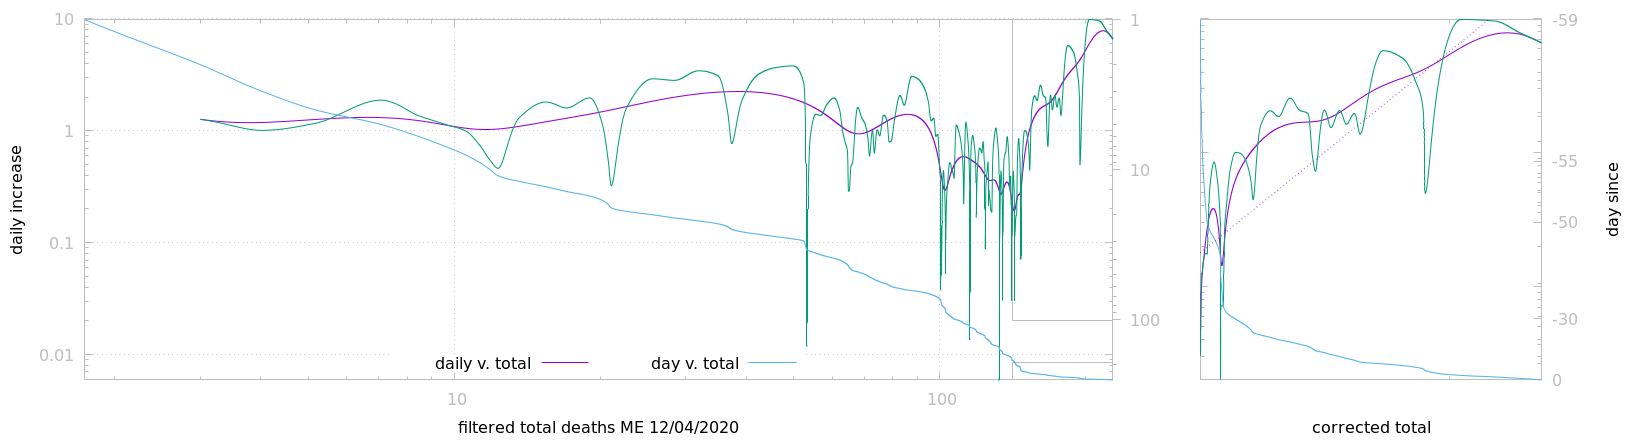 10
1
0.1
0.01
daily increase
1
10
100
daily v. total
day v. total
10
100
filtered total deaths ME 12/04/2020
-59
-55
-50
-30
0
day since
corrected total